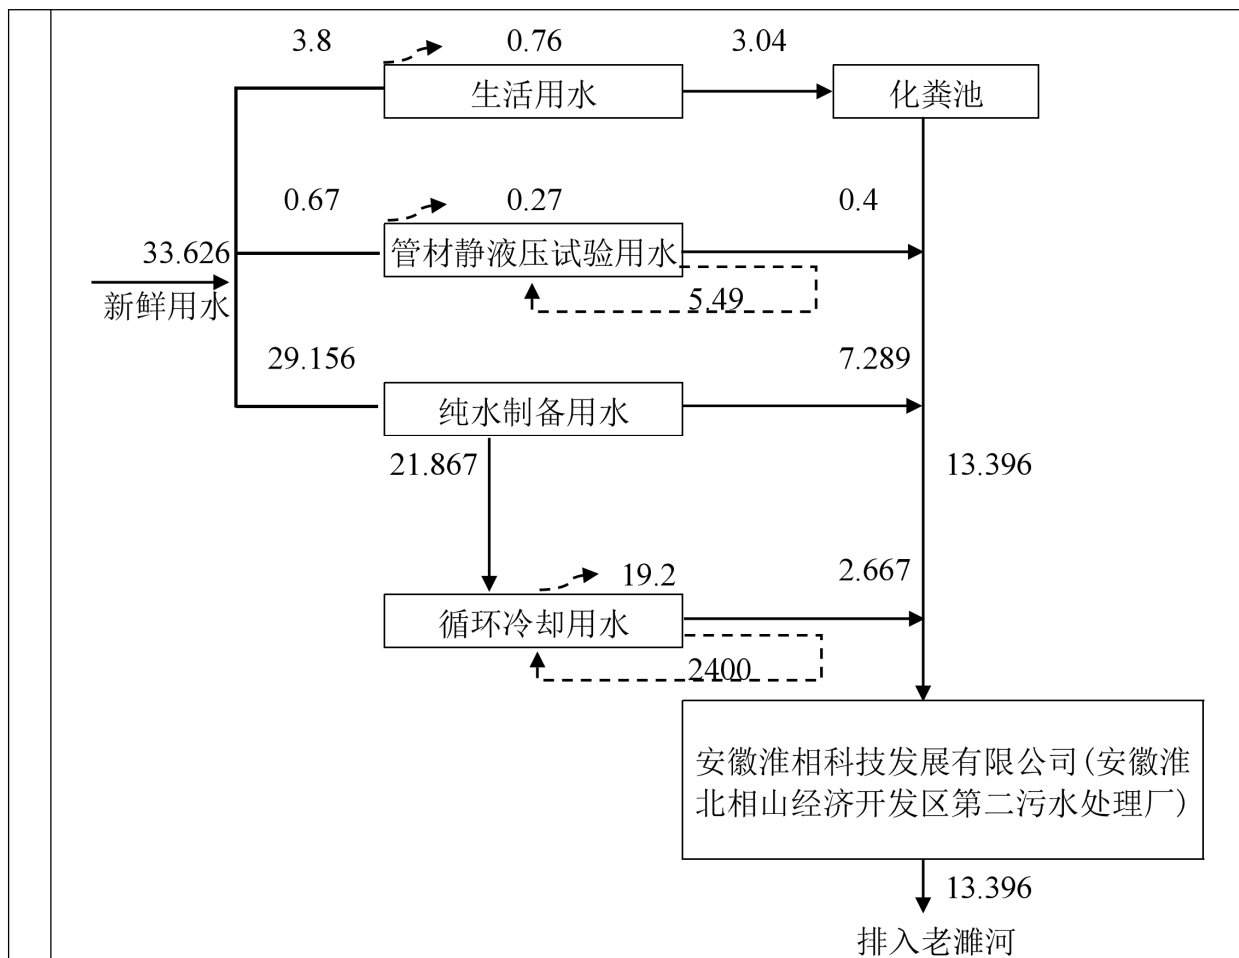 3.8
0.76
3.04
生活用水
化粪池
0.67
0.27
0.4
管材静液压试验用水
33.626
新鲜用水
5.49
29.156
7.289
纯水制备用水
21.867
13.396
19.2
2.667
循环冷却用水
2400
安徽淮相科技发展有限公司(安徽淮
北相山经济开发区第二污水处理厂)
13.396
排入老濉河